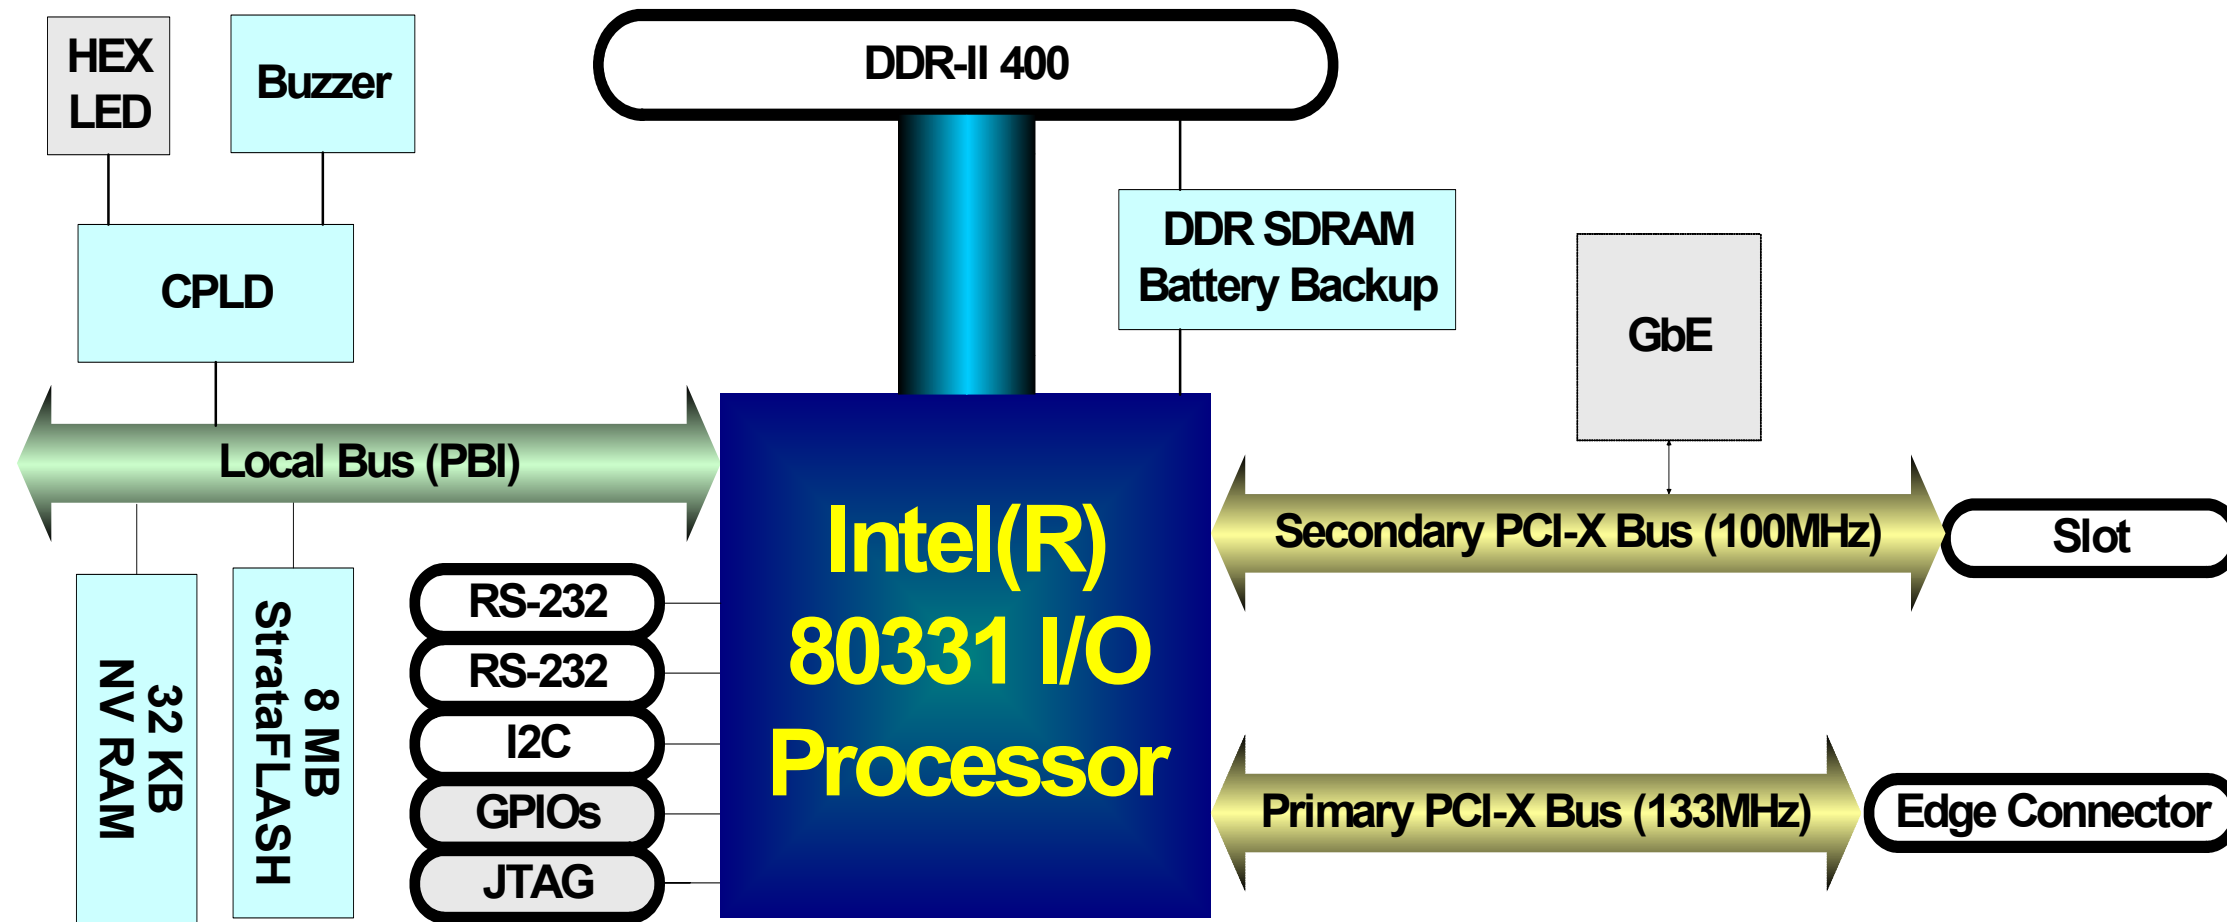 HEX
LED
Buzzer
DDR-II 400
CPLD
DDR SDRAM
Battery Backup
GbE
Local Bus (PBI)
Intel(R)
80331 I/O
Processor
Secondary PCI-X Bus (100MHz)
Slot
32 KB
NV RAM
8 MB
StrataFLASH
RS-232
RS-232
I2C
GPIOs
JTAG
Primary PCI-X Bus (133MHz)
Edge Connector